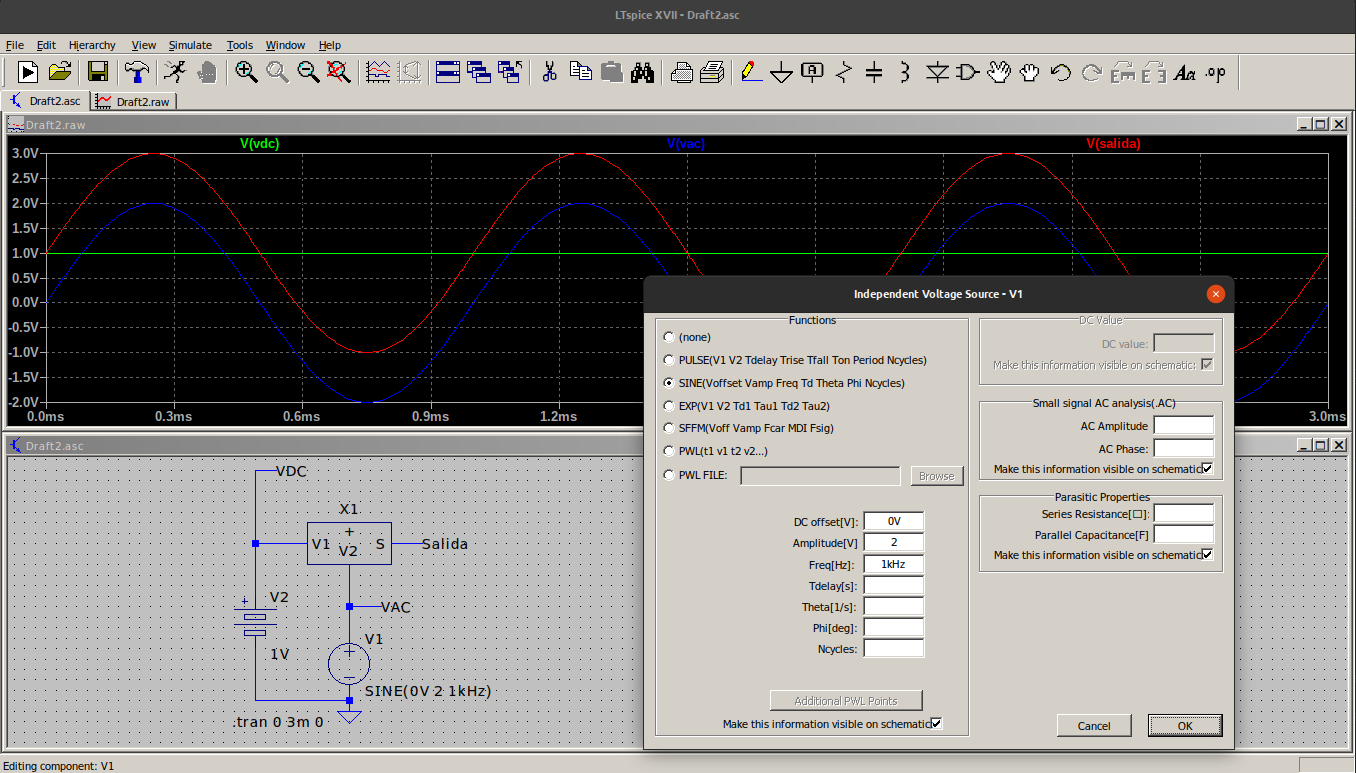 LTspice XVII - Draft2.asc
File Edit Hierarchy View Simulate Tools Window Help
A
Aa .op
Draft2.asc Draft2.raw
Draft2.raw
V(vdc) V(vac) V(salida)
3.0V
2.5V
2.0V
1.5V
1.0V
0.5V
0.0V
-0.5V
-1.0V
-1.5V
-2.0V
0.0ms 0.3ms 0.6ms 0.9ms 1.2ms 3.0ms
Draft2.asc
VDC
X1
+
V1 V2 S Salida
VAC
+ V2
1V
V1
+
SINE(0V 2 1kHz)
.tran 0 3m 0
Independent Voltage Source - V1
Functions
(none)
PULSE(V1 V2 Tdelay Trise Tfall Ton Period Ncycles)
SINE(Voffset Vamp Freq Td Theta Phi Ncycles)
EXP(V1 V2 Td1 Tau1 Td2 Tau2)
SFFM(Voff Vamp Fcar MDI Fsig)
PWL(t1 v1 t2 v2...)
PWL FILE: Browse
DC offset[V]: 0V
Amplitude[V] 2
Freq[Hz]: 1kHz
Tdelay[s]:
Theta[1/s]:
Phi[deg]:
Ncycles:
Additional PWL Points
Make this information visible on schematic:
DC Value
DC value:
Make this information visible on schematic:
Small signal AC analysis(.AC)
AC Amplitude
AC Phase:
Make this information visible on schematic:
Parasitic Properties
Series Resistance[□]:
Parallel Capacitance[F]
Make this information visible on schematic:
Cancel OK
Editing component: V1